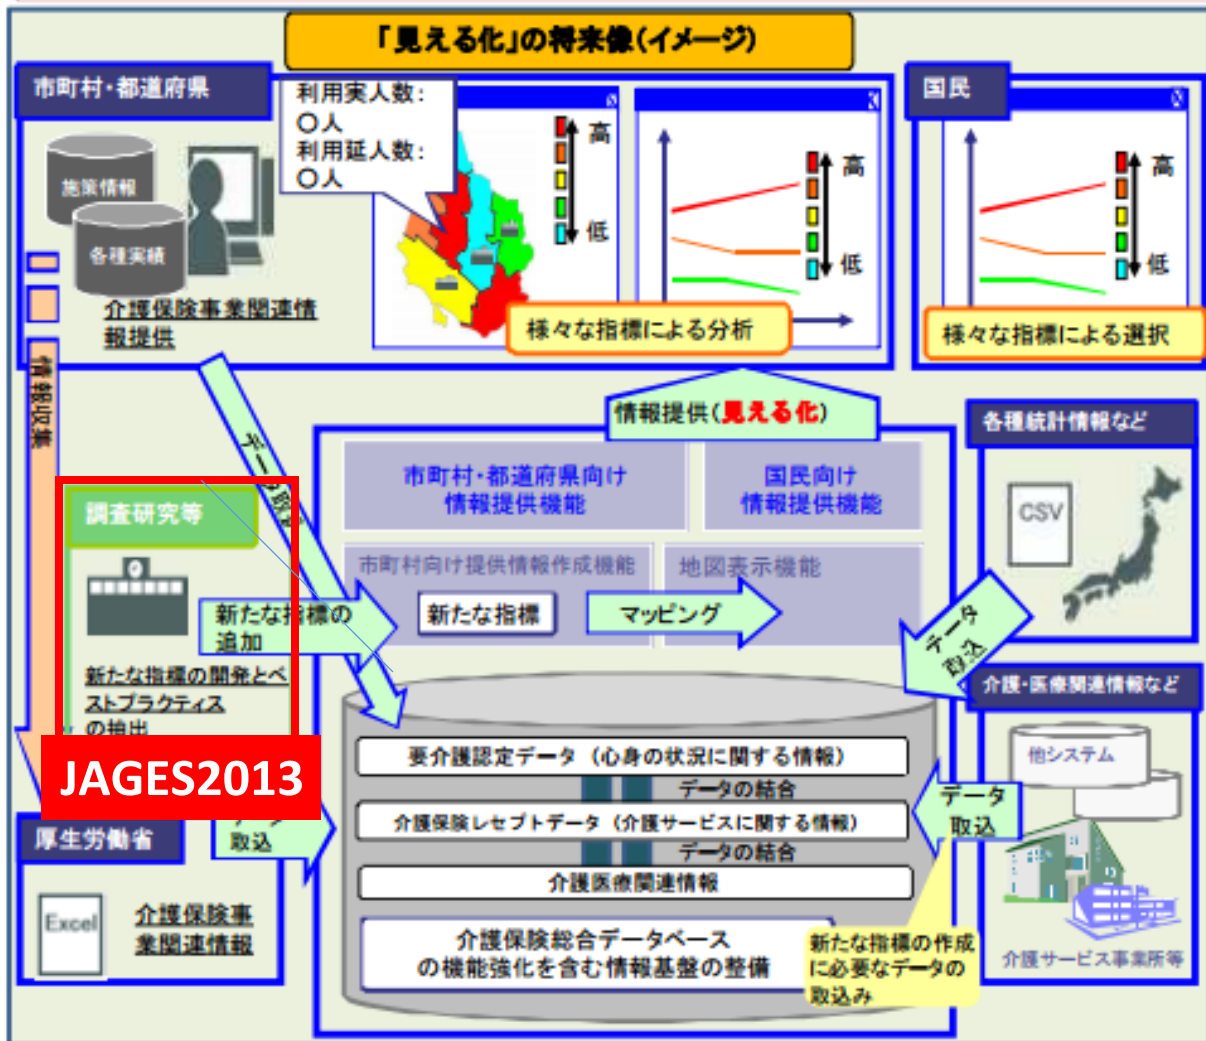 「見える化」の将来像(イメージ)
市町村・都道府県
利用実人数:
〇人
利用延人数:
〇人
施策情報
各種実績
介護保険事業関連情
報提供
高
低
様々な指標による分析
高
低
国民
高
低
様々な指標による選択
情報収集
データ取
情報提供(見える化)
市町村・都道府県向け
情報提供機能
国民向け
情報提供機能
市町村向け提供情報作成機能
地図表示機能
新たな指標
マッピング
各種統計情報など
CSV
データ
取込
調査研究等
新たな指標の
追加
新たな指標の開発とベ
ストプラクティス
の抽出
JAGES2013
厚生労働省
取込
Excel
介護保険事
業関連情報
要介護認定データ(心身の状況に関する情報)
データの結合
介護保険レセプトデータ(介護サービスに関する情報)
データの結合
介護医療関連情報
介護保険総合データベース
の機能強化を含む情報基盤の整備
介護・医療関連情報など
他システム
データ
取込
介護サービス事業所等
新たな指標の作成
に必要なデータの
取込み